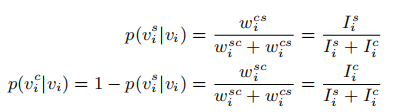 p(v_i^s|v_i) = \frac{w_i^{cs}}{w_i^{sc} + w_i^{cs}} = \frac{I_i^s}{I_i^s + I_i^c}
p(v_i^c|v_i) = 1 - p(v_i^s|v_i) = \frac{w_i^{sc}}{w_i^{sc} + w_i^{cs}} = \frac{I_i^c}{I_i^s + I_i^c}